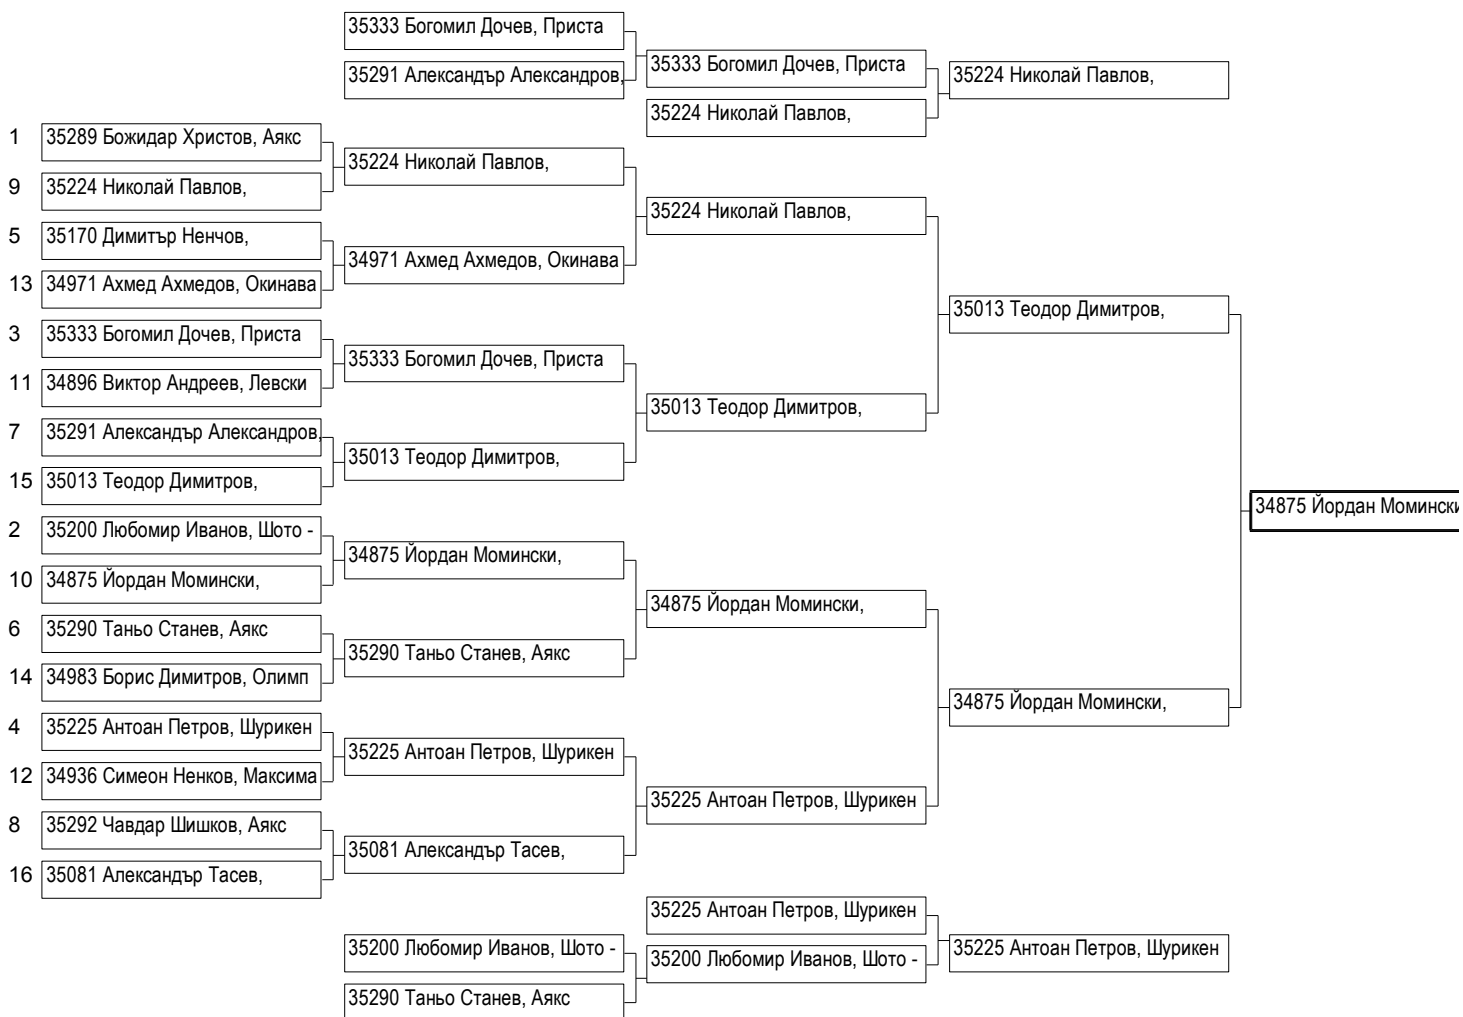 35333 Богомил Дочев, Приста
35291 Александър Александров,
35333 Богомил Дочев, Приста
35224 Николай Павлов,
35224 Николай Павлов,
1 35289 Божидар Христов, Аякс
9 35224 Николай Павлов,
5 35170 Димитър Ненчов,
13 34971 Ахмед Ахмедов, Окинава
3 35333 Богомил Дочев, Приста
11 34896 Виктор Андреев, Левски
7 35291 Александър Александров,
15 35013 Теодор Димитров,
2 35200 Любомир Иванов, Шото -
10 34875 Йордан Момински,
6 35290 Таньо Станев, Аякс
14 34983 Борис Димитров, Олимп
4 35225 Антоан Петров, Шурикен
12 34936 Симеон Ненков, Максима
8 35292 Чавдар Шишков, Аякс
16 35081 Александър Тасев,
35224 Николай Павлов,
34971 Ахмед Ахмедов, Окинава
35333 Богомил Дочев, Приста
35013 Теодор Димитров,
34875 Йордан Момински,
35290 Таньо Станев, Аякс
35225 Антоан Петров, Шурикен
35081 Александър Тасев,
35224 Николай Павлов,
35013 Теодор Димитров,
34875 Йордан Момински,
35225 Антоан Петров, Шурикен
35013 Теодор Димитров,
34875 Йордан Момински,
34875 Йордан Момински
35200 Любомир Иванов, Шото -
35290 Таньо Станев, Аякс
35225 Антоан Петров, Шурикен
35200 Любомир Иванов, Шото -
35225 Антоан Петров, Шурикен